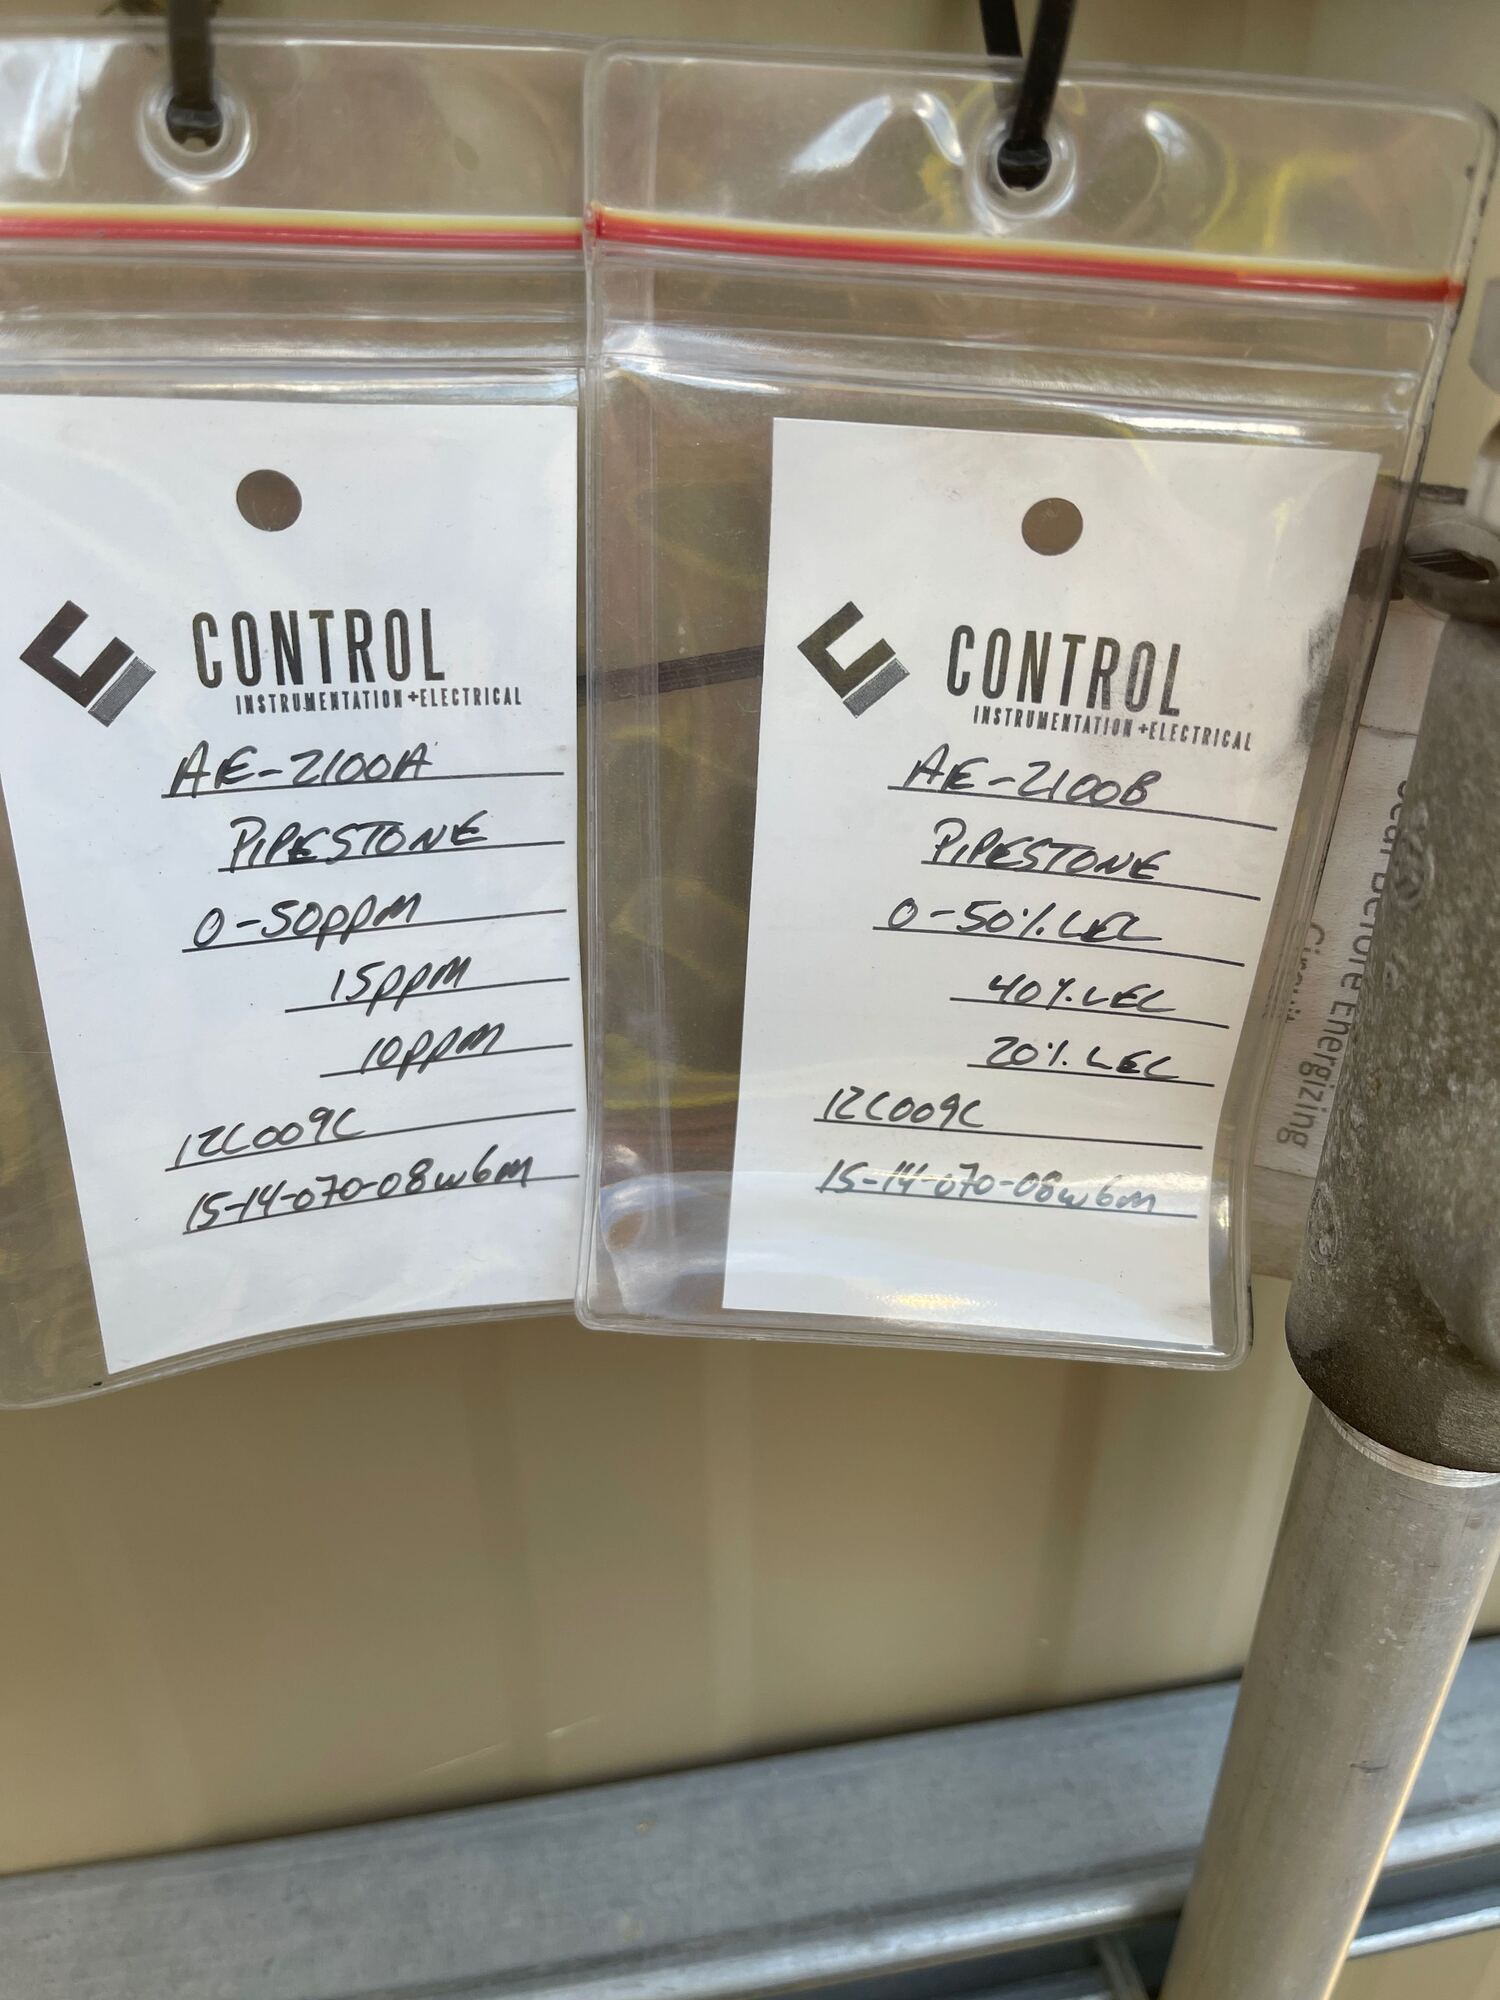 CONTROL
INSTRUMENTATION + ELECTRICAL
AE-2100A
PIPESTONE
0-50ppm
15ppm
10ppm
12C009C
15-14-070-08w6m
CONTROL
INSTRUMENTATION + ELECTRICAL
AE-2100B
PIPESTONE
0-50% LEL
40% LEL
20% LEL
12C009C
15-14-070-08w6m
Before Energizing